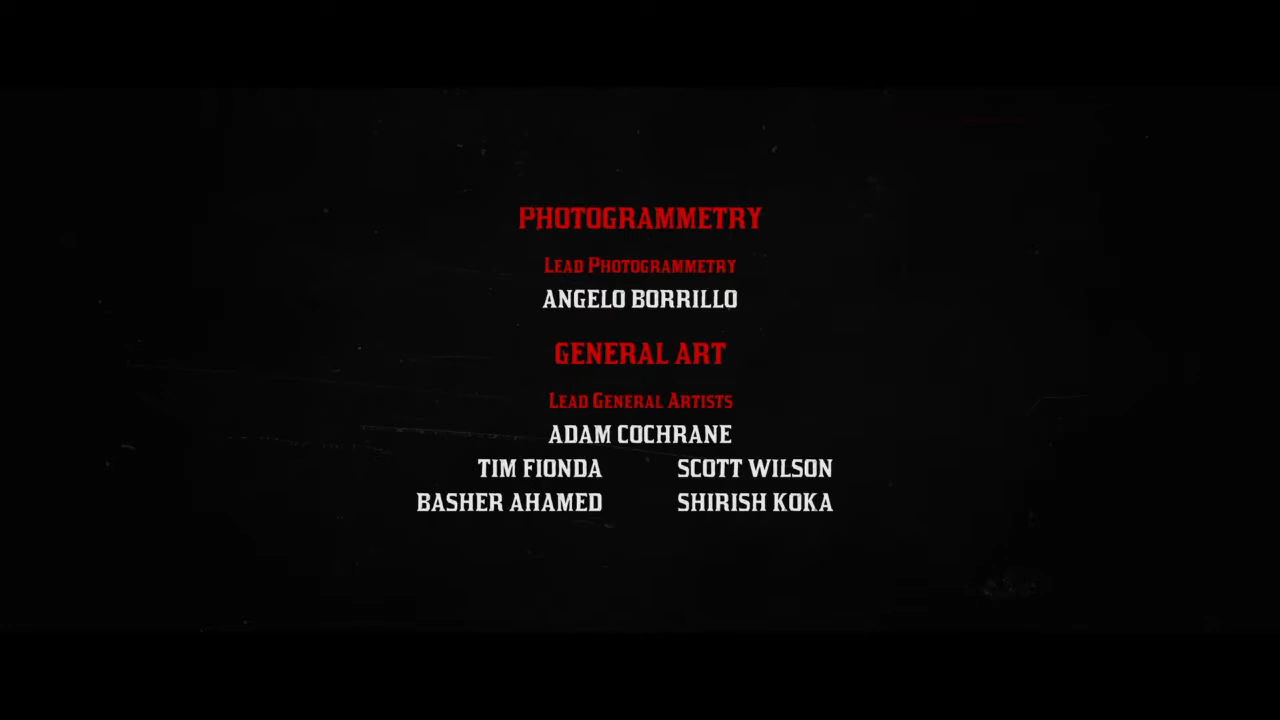 PHOTOGRAMMETRY
LEAD PHOTOGRAMMETRY
ANGELO BORRILLO
GENERAL ART
LEAD GENERAL ARTISTS
ADAM COCHRANE
TIM FIONDA SCOTT WILSON
BASHER AHAMED SHIRISH KOKA